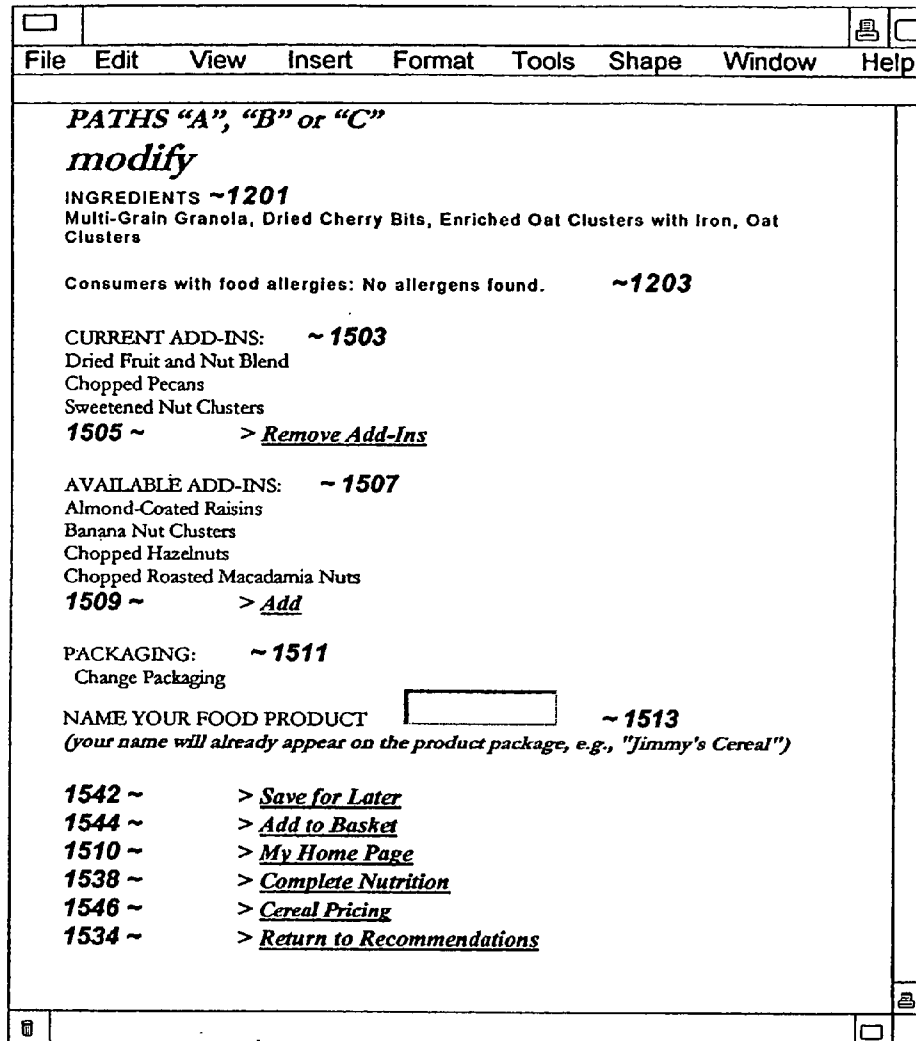 File Edit View Insert Format Tools Shape Window Help
PATHS “A”, “B” or “C”
modify
INGREDIENTS ~1201
Multi-Grain Granola, Dried Cherry Bits, Enriched Oat Clusters with Iron, Oat
Clusters
Consumers with food allergies: No allergens found. ~1203
CURRENT ADD-INS: ~ 1503
Dried Fruit and Nut Blend
Chopped Pecans
Sweetened Nut Clusters
1505 ~ > Remove Add-Ins
AVAILABLE ADD-INS: ~ 1507
Almond-Coated Raisins
Banana Nut Clusters
Chopped Hazelnuts
Chopped Roasted Macadamia Nuts
1509 ~ > Add
PACKAGING: ~ 1511
Change Packaging
NAME YOUR FOOD PRODUCT ~ 1513
(your name will already appear on the product package, e.g., "Jimmy's Cereal")
1542 ~ > Save for Later
1544 ~ > Add to Basket
1510 ~ > My Home Page
1538 ~ > Complete Nutrition
1546 ~ > Cereal Pricing
1534 ~ > Return to Recommendations